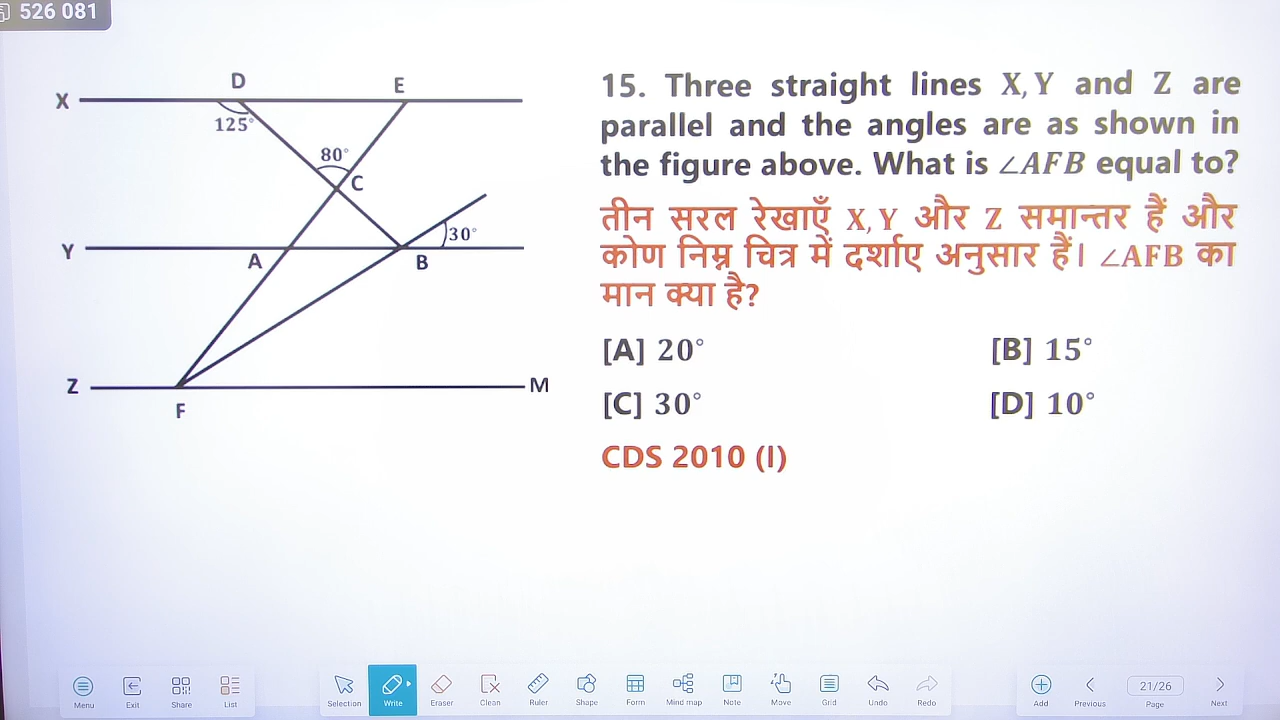 526 081
D
E
X
125°
80°
C
30°
Y
A
B
Z
M
F
15. Three straight lines X, Y and Z are
parallel and the angles are as shown in
the figure above. What is ∠AFB equal to?
तीन सरल रेखाएँ X, Y और Z समान्तर हैं और
कोण निम्न चित्र में दर्शाए अनुसार हैं। ∠AFB का
मान क्या है?
[A] 20° [B] 15°
[C] 30° [D] 10°
CDS 2010 (I)
Menu Exit Share List Selection Write Eraser Clean Ruler Shape Form Mind map Note Move Grid Undo Redo Add Previous 21/26 Page Next